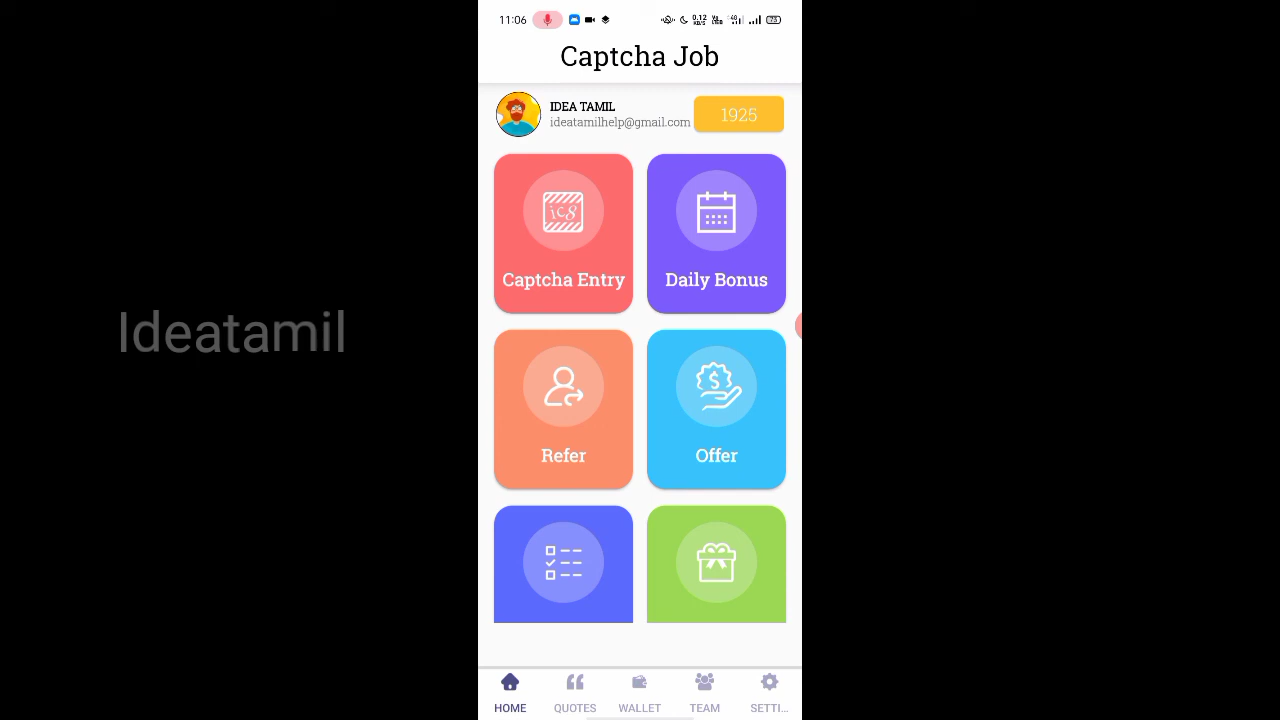 11:06
Captcha Job
IDEA TAMIL
ideatamilhelp@gmail.com
1925
ic8
Captcha Entry
Daily Bonus
Ideatamil
Refer
Offer
HOME
QUOTES
WALLET
TEAM
SETTI...